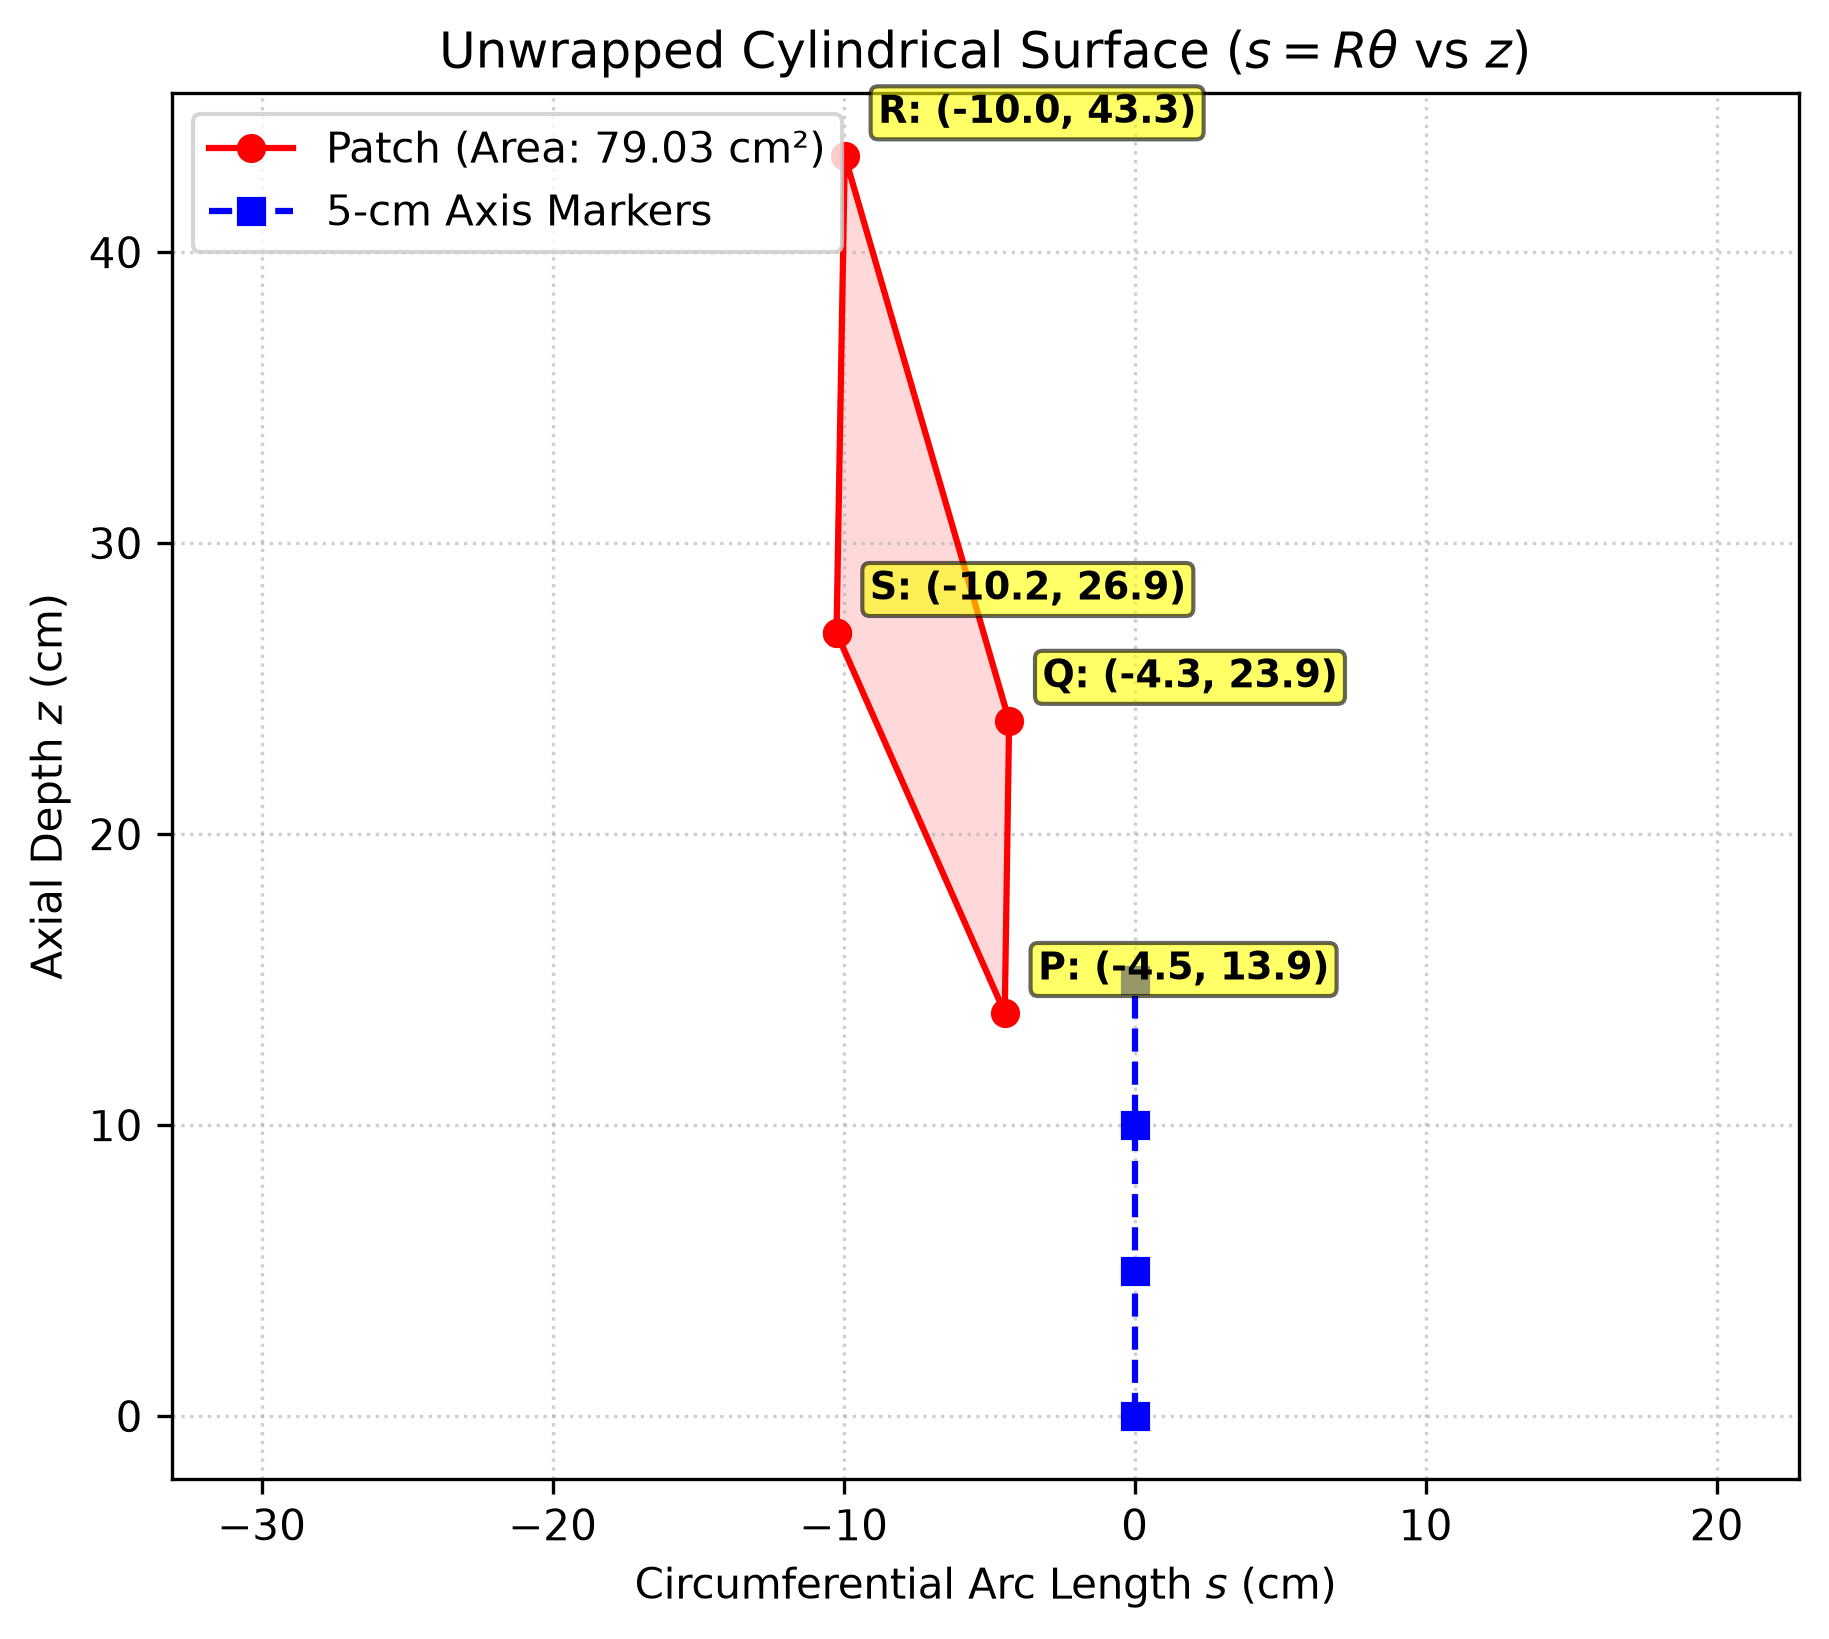 Unwrapped Cylindrical Surface (s = Rθ vs z)
R: (-10.0, 43.3)
Patch (Area: 79.03 cm²)
5-cm Axis Markers
S: (-10.2, 26.9)
Q: (-4.3, 23.9)
P: (-4.5, 13.9)
40
30
20
10
0
Axial Depth z (cm)
−30 −20 −10 0 10 20
Circumferential Arc Length s (cm)